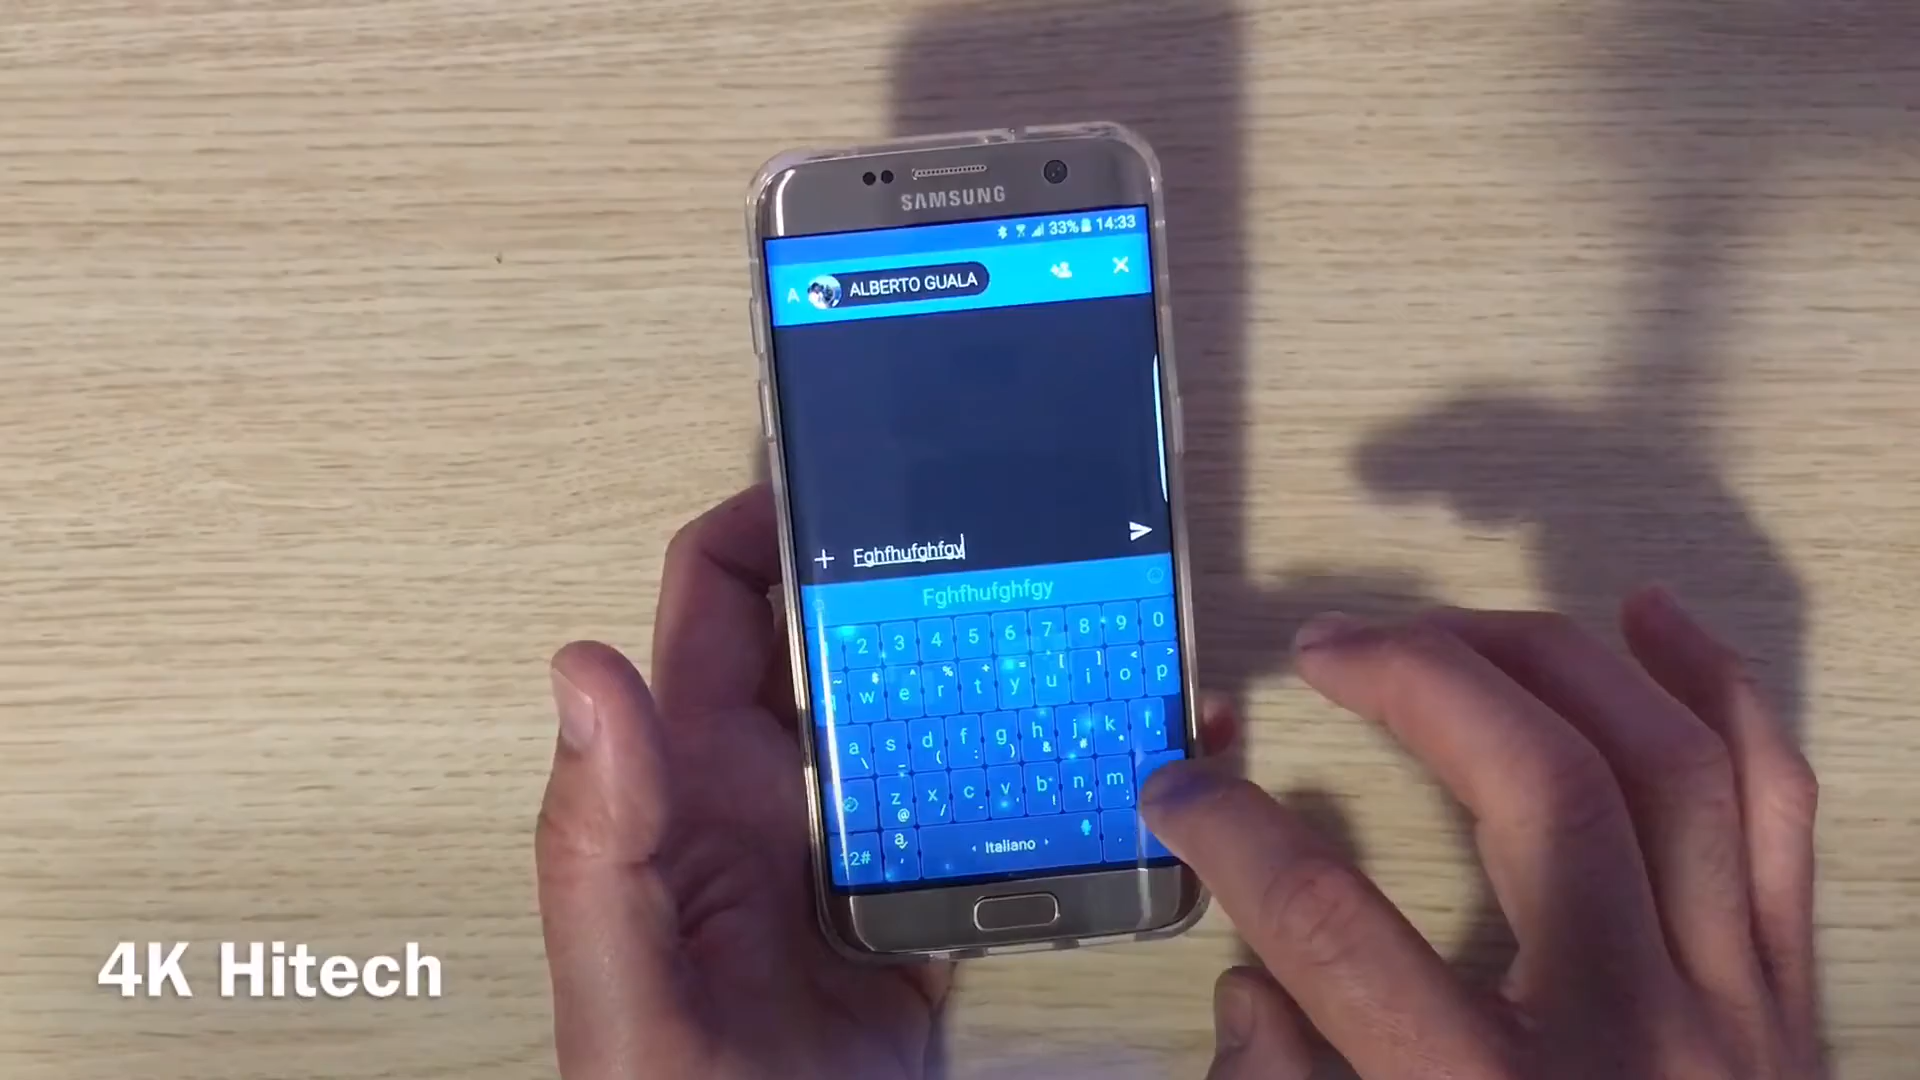 SAMSUNG
33% 14:33
A ALBERTO GUALA
Fghfhufghfgy
Fghfhufghfgy
2 3 4 5 6 7 8 9 0
~ $ ^ % + = [ ] < >
w e r t y u i o p
a s d f g h j k l
\ _ ( : ) & # * "
z x c v b n m
@ / - ' ! ? ;
12# a , Italiano .
4K Hitech